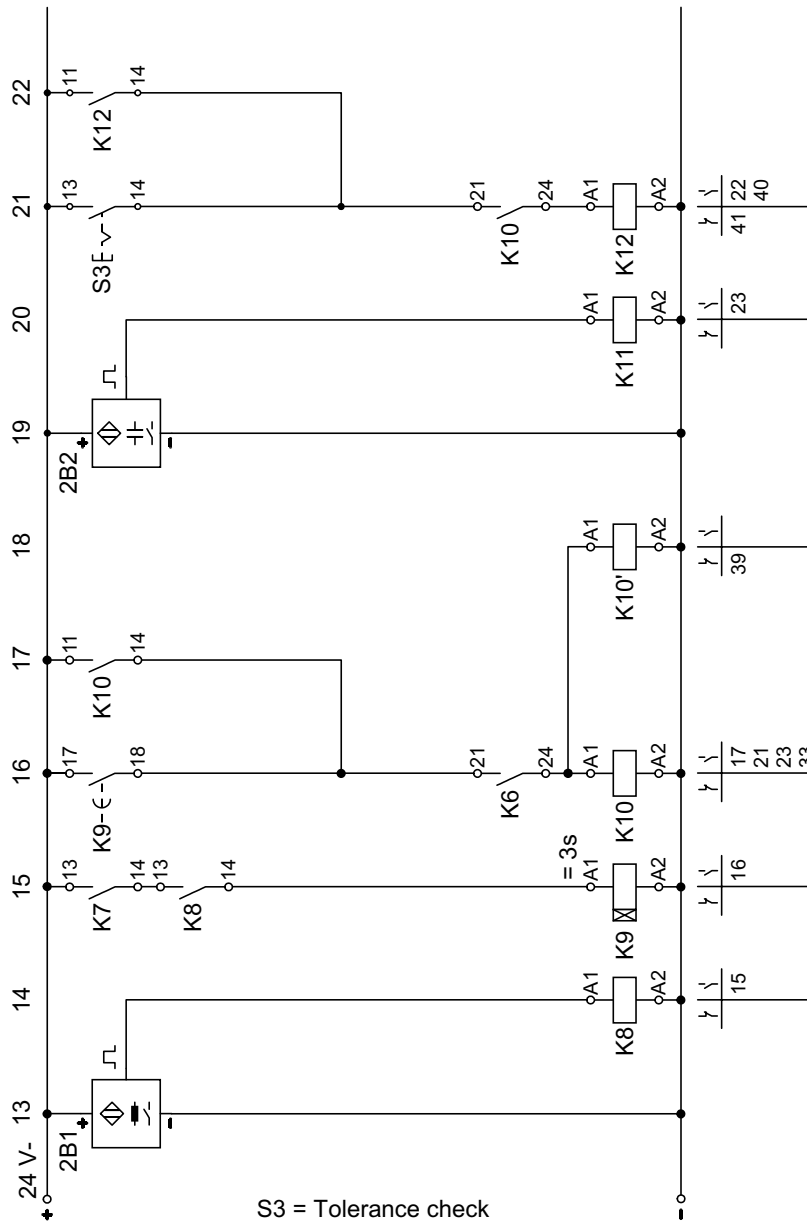 24 V-
13 14 15 16 17 18 19 20 21 22
+
2B1 + 13 17 11 2B2 + 13 11
K7 K9 K10 S3 K12
14 18 14 14 14
- 13 -
K8
14
21 21
K6 K10
24 24
= 3s
A1 A1 A1 A1 A1 A1
K8 K9 K10 K10' K11 K12
A2 A2 A2 A2 A2 A2
-
15 16 17 39 23 41 22
21 40
23
33
S3 = Tolerance check